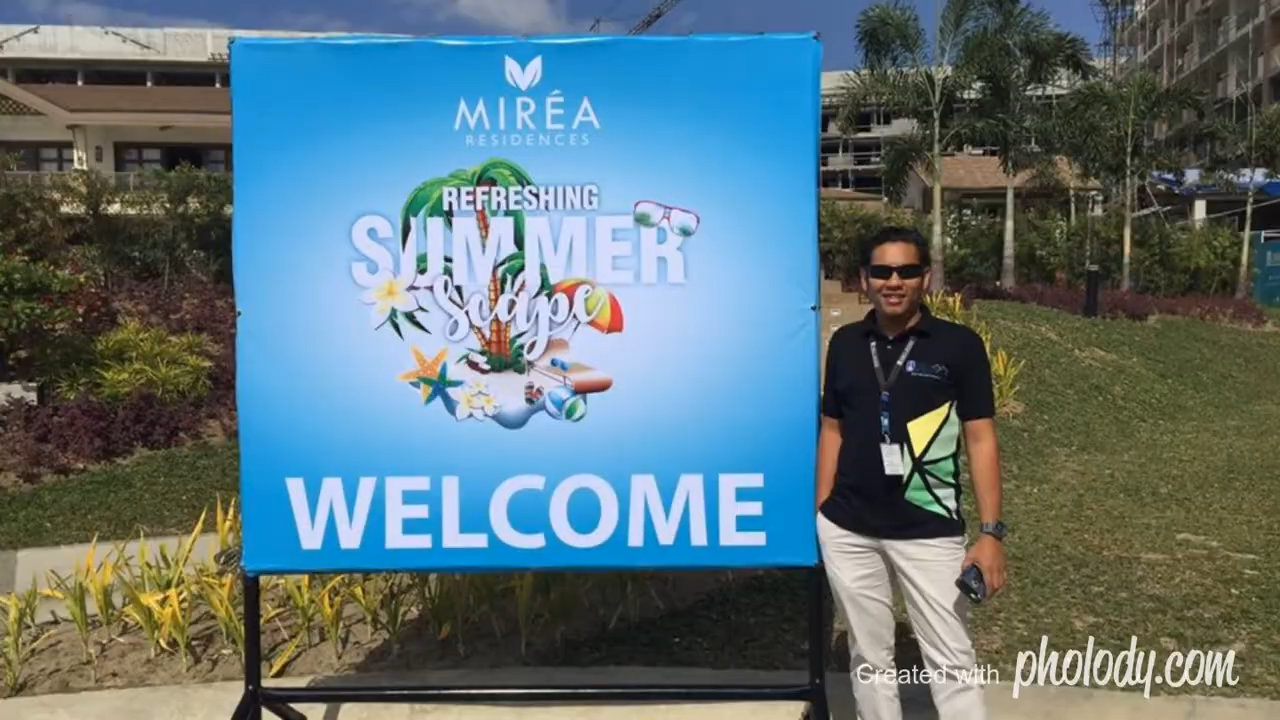 MIRÉA
RESIDENCES
REFRESHING
SUMMER
Scape
WELCOME
Created with pholody.com